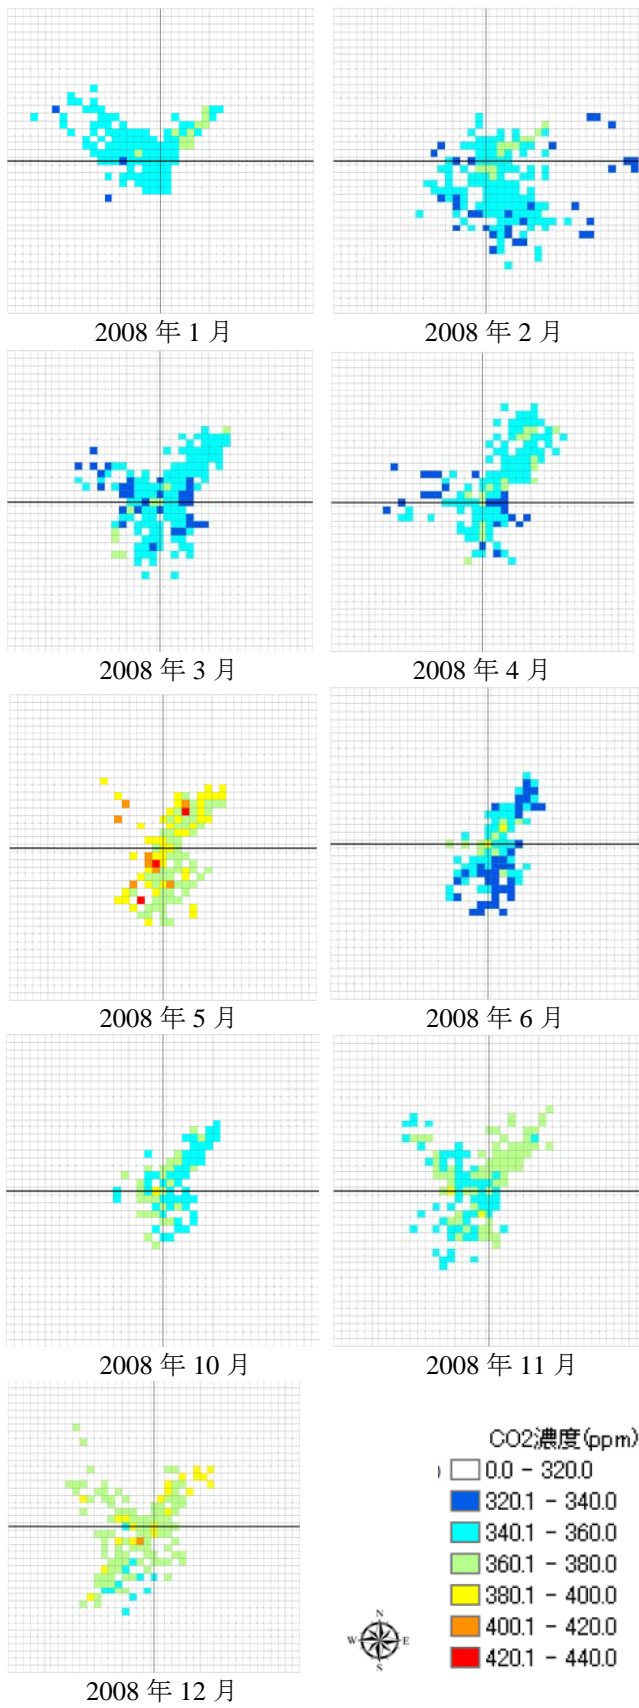 2008 年 1 月
2008 年 2 月
2008 年 3 月
2008 年 4 月
2008 年 5 月
2008 年 6 月
2008 年 10 月
2008 年 11 月
2008 年 12 月
CO2濃度(ppm)
0.0 - 320.0
320.1 - 340.0
340.1 - 360.0
360.1 - 380.0
380.1 - 400.0
400.1 - 420.0
420.1 - 440.0
N
W E
S